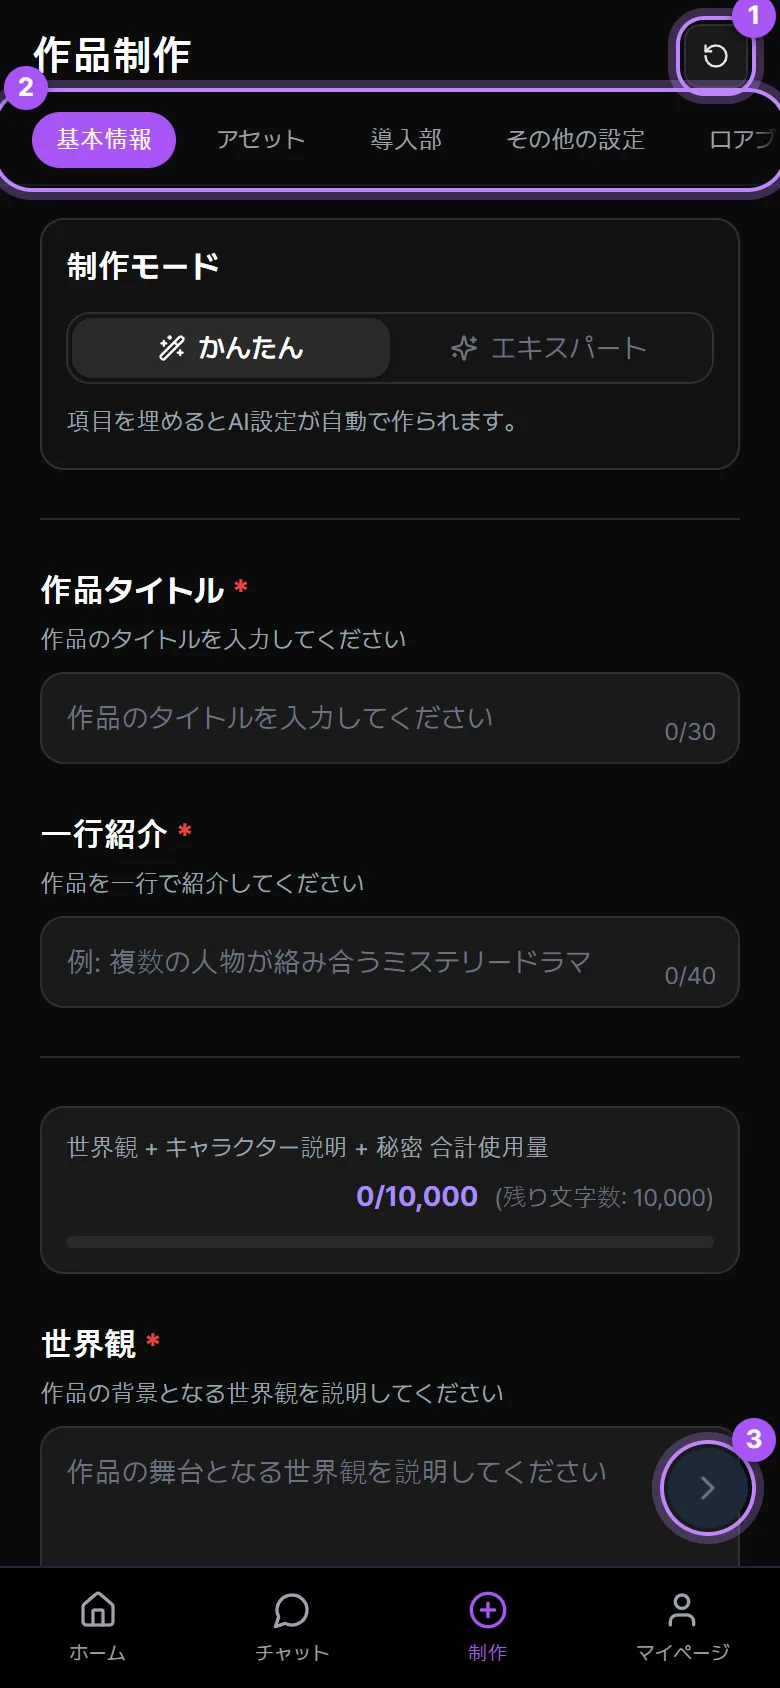 作品制作
1
2
基本情報 アセット 導入部 その他の設定 ロアブ
制作モード
かんたん エキスパート
項目を埋めるとAI設定が自動で作られます。
作品タイトル *
作品のタイトルを入力してください
作品のタイトルを入力してください
0/30
一行紹介 *
作品を一行で紹介してください
例: 複数の人物が絡み合うミステリードラマ
0/40
世界観 + キャラクター説明 + 秘密 合計使用量
0/10,000 (残り文字数: 10,000)
世界観 *
作品の背景となる世界観を説明してください
作品の舞台となる世界観を説明してください
3
ホーム チャット 制作 マイページ